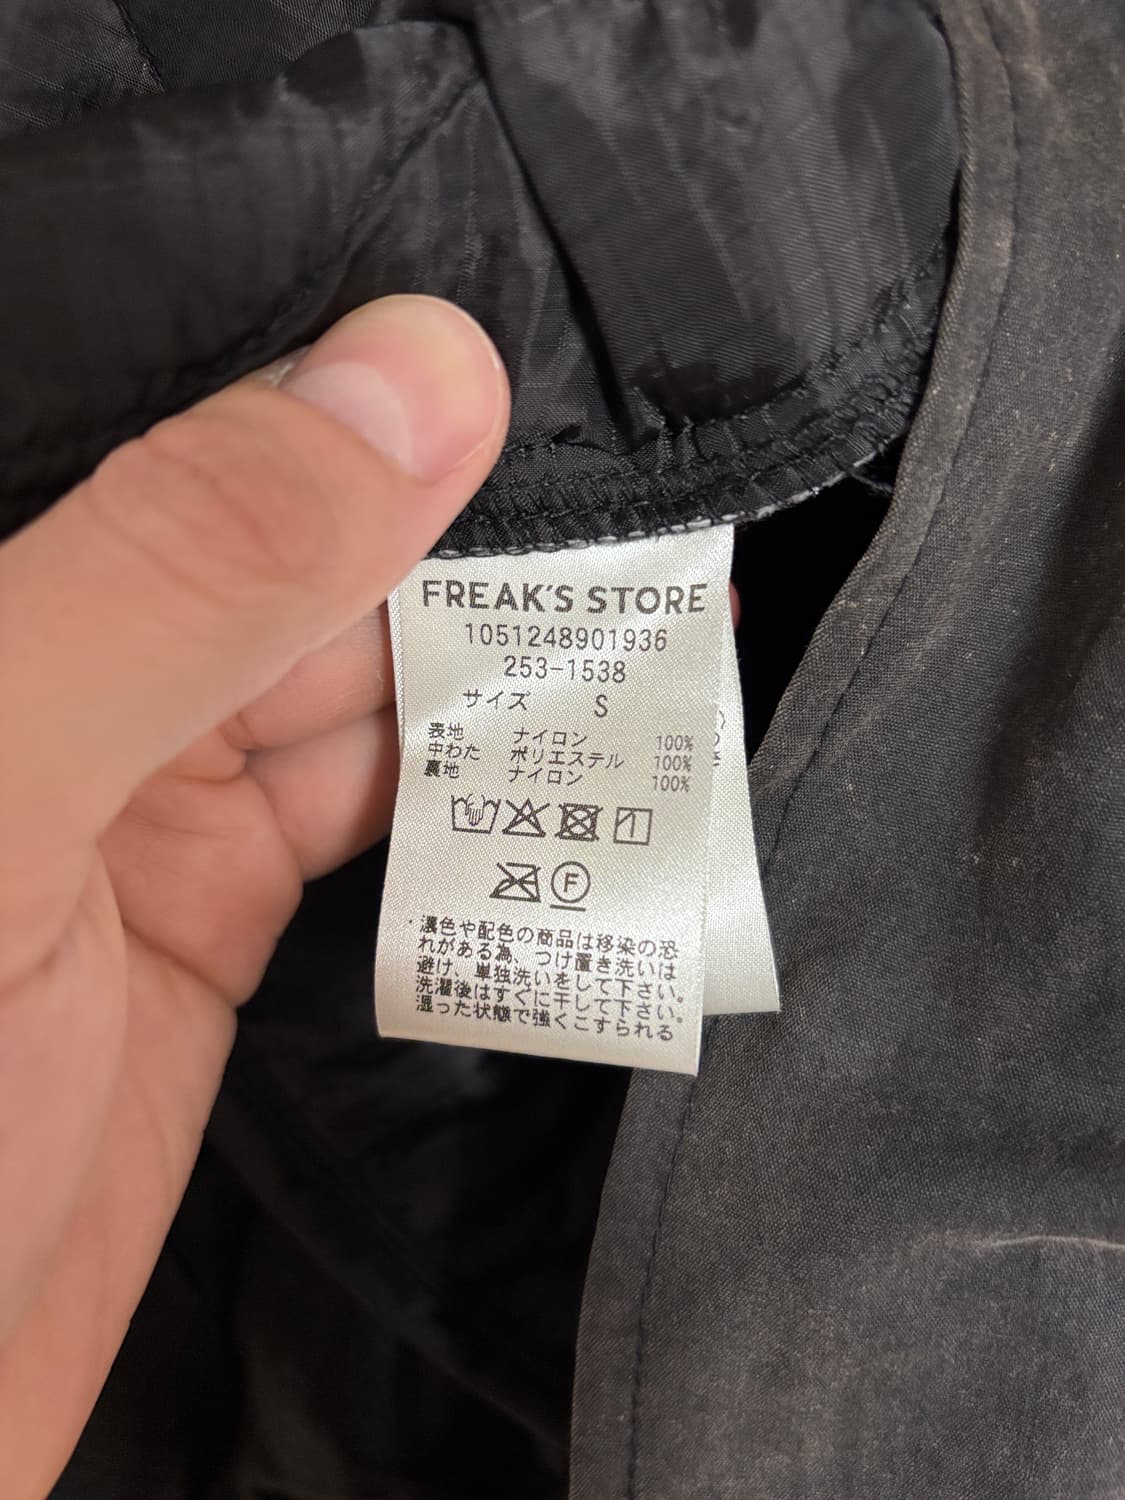 FREAK'S STORE
1051248901936
253-1538
サイズ S
表地 ナイロン 100%
中わた ポリエステル 100%
裏地 ナイロン 100%
F
・濃色や配色の商品は移染の恐
れがある為、つけ置き洗いは
避け、単独洗いをして下さい。
洗濯後はすぐに干して下さい。
湿った状態で強くこすられる